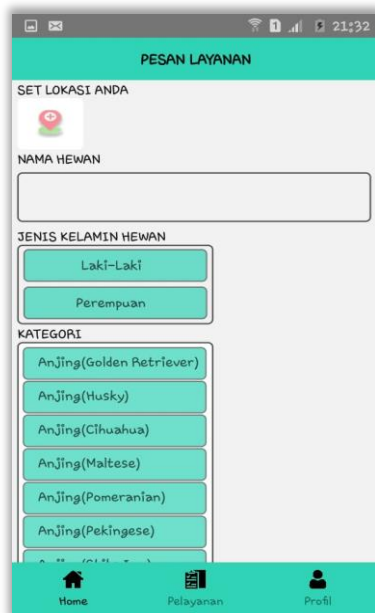 21:32
PESAN LAYANAN
SET LOKASI ANDA
NAMA HEWAN
JENIS KELAMIN HEWAN
Laki-Laki
Perempuan
KATEGORI
Anjing(Golden Retriever)
Anjing(Husky)
Anjing(Cihuahua)
Anjing(Maltese)
Anjing(Pomeranian)
Anjing(Pekingese)
Home
Pelayanan
Profil